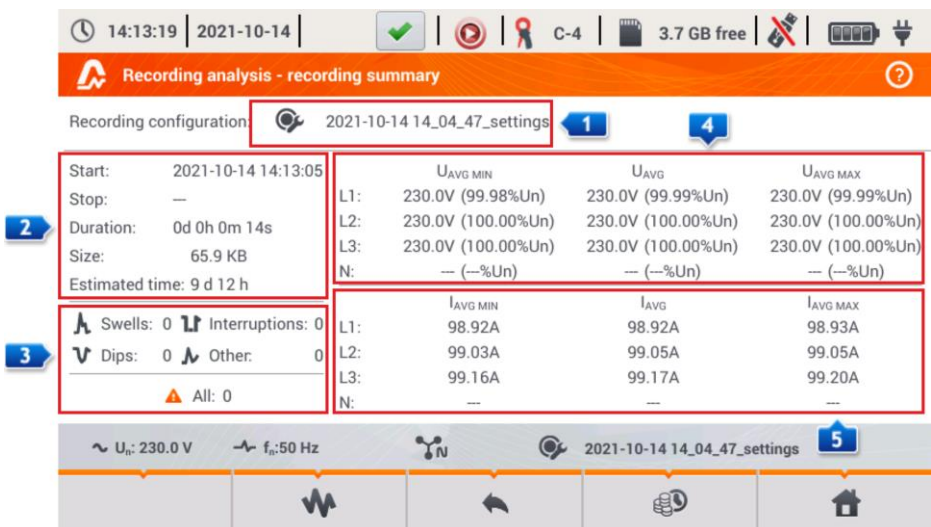 14:13:19 2021-10-14 C-4 3.7 GB free
Recording analysis - recording summary ?
Recording configuration: 2021-10-14 14_04_47_settings 1
4
2
Start: 2021-10-14 14:13:05
Stop: ---
Duration: 0d 0h 0m 14s
Size: 65.9 KB
Estimated time: 9 d 12 h
UAVG MIN UAVG UAVG MAX
L1: 230.0V (99.98%Un) 230.0V (99.99%Un) 230.0V (99.99%Un)
L2: 230.0V (100.00%Un) 230.0V (100.00%Un) 230.0V (100.00%Un)
L3: 230.0V (100.00%Un) 230.0V (100.00%Un) 230.0V (100.00%Un)
N: --- (---%Un) --- (---%Un) --- (---%Un)
3
Swells: 0 Interruptions: 0
Dips: 0 Other: 0
All: 0
IAVG MIN IAVG IAVG MAX
L1: 98.92A 98.92A 98.93A
L2: 99.03A 99.05A 99.05A
L3: 99.16A 99.17A 99.20A
N: --- --- ---
5
Un: 230.0 V fn:50 Hz N 2021-10-14 14_04_47_settings